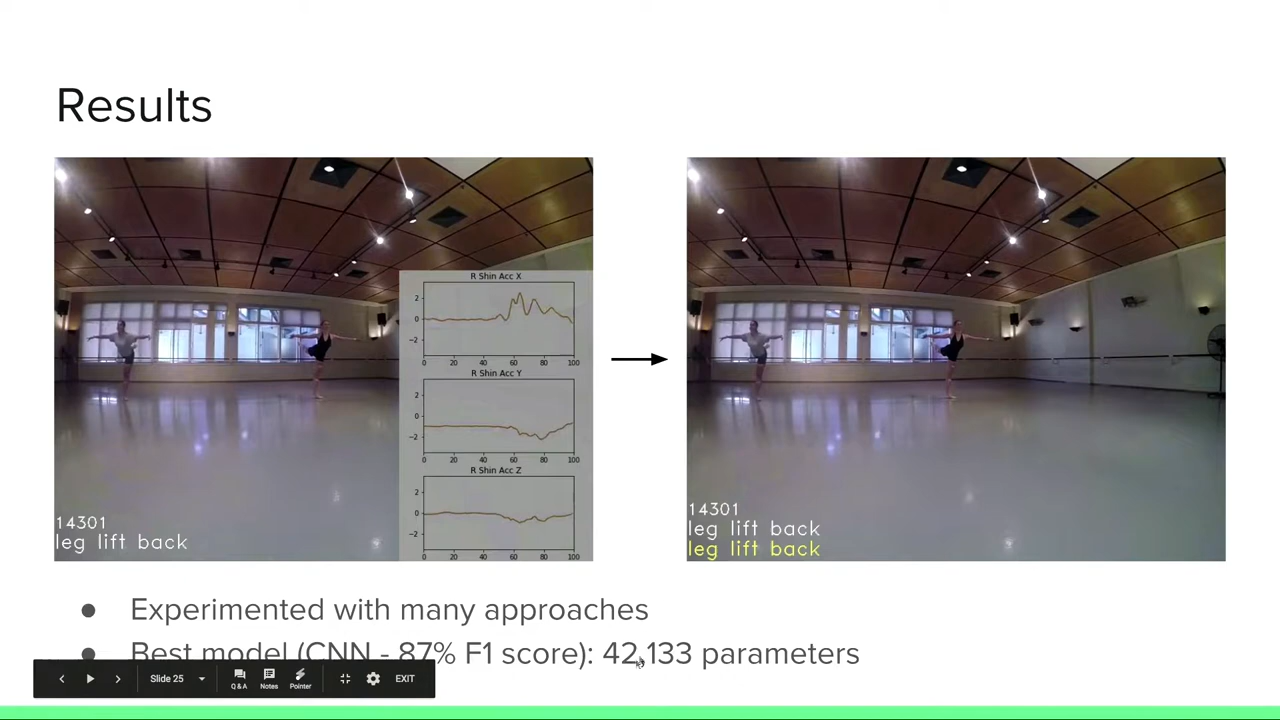 Results
R Shin Acc X
2
0
−2
0 20 40 60 80 100
R Shin Acc Y
2
0
−2
0 20 40 60 80 100
R Shin Acc Z
2
0
−2
0 20 40 60 80 100
14301
leg lift back
14301
leg lift back
leg lift back
● Experimented with many approaches
● Best model (CNN - 87% F1 score): 42,133 parameters
Slide 25 Q & A Notes Pointer EXIT